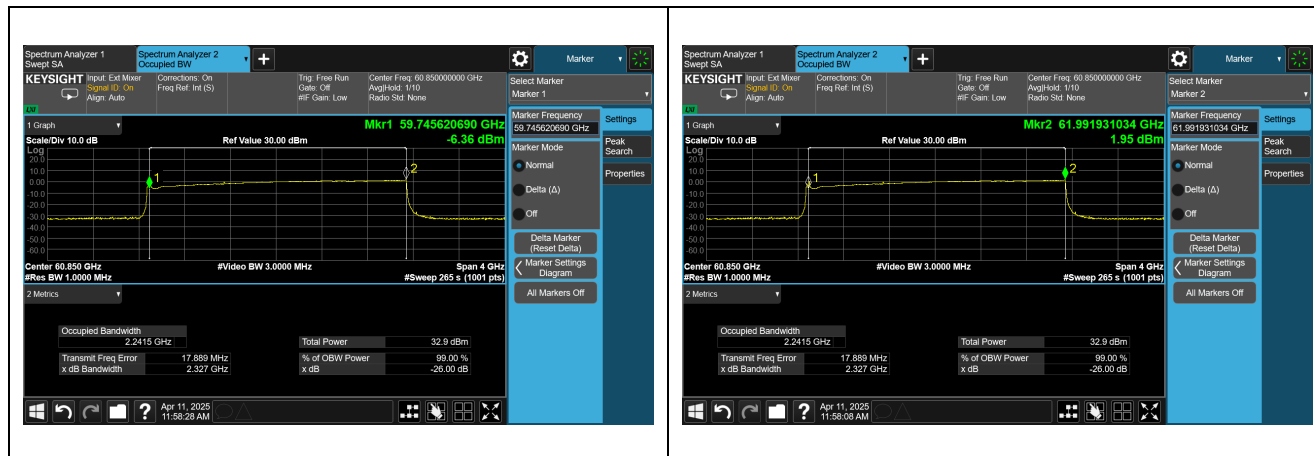 Spectrum Analyzer 1
Swept SA
Spectrum Analyzer 2
Occupied BW
Marker
KEYSIGHT
Input: Ext Mixer
Signal ID: On
Align: Auto
Corrections: On
Freq Ref: Int (S)
Trig: Free Run
Gate: Off
#IF Gain: Low
Center Freq: 60.850000000 GHz
Avg|Hold: 1/10
Radio Std: None
LXI
Select Marker
Marker 1
1 Graph
Mkr1 59.745620690 GHz
Scale/Div 10.0 dB
Ref Value 30.00 dBm
-6.36 dBm
Log
20.0
10.0
0.00
-10.0
-20.0
-30.0
-40.0
-50.0
-60.0
1
2
Center 60.850 GHz
#Video BW 3.0000 MHz
Span 4 GHz
#Res BW 1.0000 MHz
#Sweep 265 s (1001 pts)
Marker Frequency
59.745620690 GHz
Settings
Marker Mode
Normal
Delta (Δ)
Off
Peak
Search
Properties
Delta Marker
(Reset Delta)
Marker Settings
Diagram
All Markers Off
2 Metrics
Occupied Bandwidth
2.2415 GHz
Total Power 32.9 dBm
Transmit Freq Error 17.889 MHz
% of OBW Power 99.00 %
x dB Bandwidth 2.327 GHz
x dB -26.00 dB
?
Apr 11, 2025
11:58:28 AM
Spectrum Analyzer 1
Swept SA
Spectrum Analyzer 2
Occupied BW
Marker
KEYSIGHT
Input: Ext Mixer
Signal ID: On
Align: Auto
Corrections: On
Freq Ref: Int (S)
Trig: Free Run
Gate: Off
#IF Gain: Low
Center Freq: 60.850000000 GHz
Avg|Hold: 1/10
Radio Std: None
LXI
Select Marker
Marker 2
1 Graph
Mkr2 61.991931034 GHz
Scale/Div 10.0 dB
Ref Value 30.00 dBm
1.95 dBm
Log
20.0
10.0
0.00
-10.0
-20.0
-30.0
-40.0
-50.0
-60.0
1
2
Center 60.850 GHz
#Video BW 3.0000 MHz
Span 4 GHz
#Res BW 1.0000 MHz
#Sweep 265 s (1001 pts)
Marker Frequency
61.991931034 GHz
Settings
Marker Mode
Normal
Delta (Δ)
Off
Peak
Search
Properties
Delta Marker
(Reset Delta)
Marker Settings
Diagram
All Markers Off
2 Metrics
Occupied Bandwidth
2.2415 GHz
Total Power 32.9 dBm
Transmit Freq Error 17.889 MHz
% of OBW Power 99.00 %
x dB Bandwidth 2.327 GHz
x dB -26.00 dB
?
Apr 11, 2025
11:58:08 AM